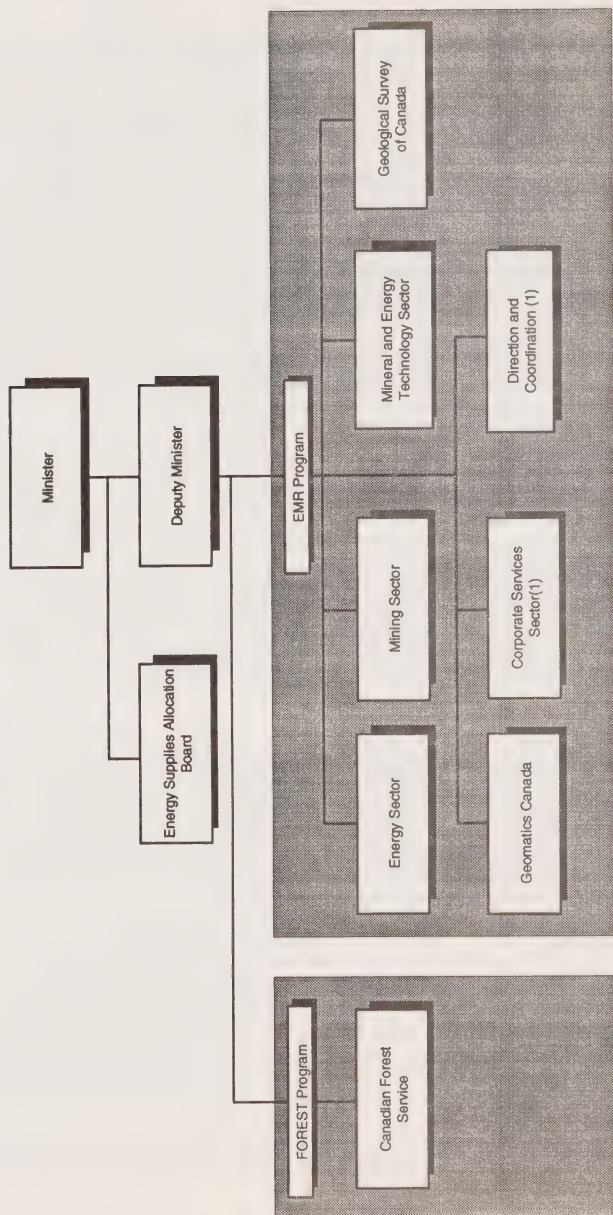 Minister
Energy Supplies Allocation
Board
Deputy Minister
FOREST Program
Canadian Forest
Service
EMR Program
Energy Sector
Mining Sector
Mineral and Energy
Technology Sector
Geological Survey
of Canada
Geomatics Canada
Corporate Services
Sector(1)
Direction and
Coordination (1)